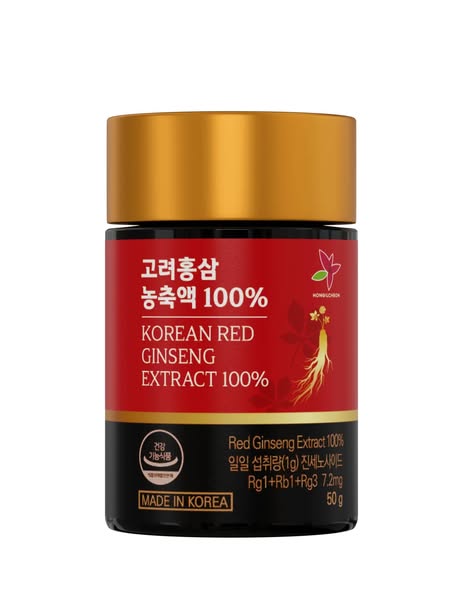 고려홍삼
농축액 100%
KOREAN RED
GINSENG
EXTRACT 100%
HONGILCHEON
건강
기능식품
Red Ginseng Extract 100%
일일 섭취량(1g) 진세노사이드
Rg1+Rb1+Rg3 7.2mg
50 g
MADE IN KOREA